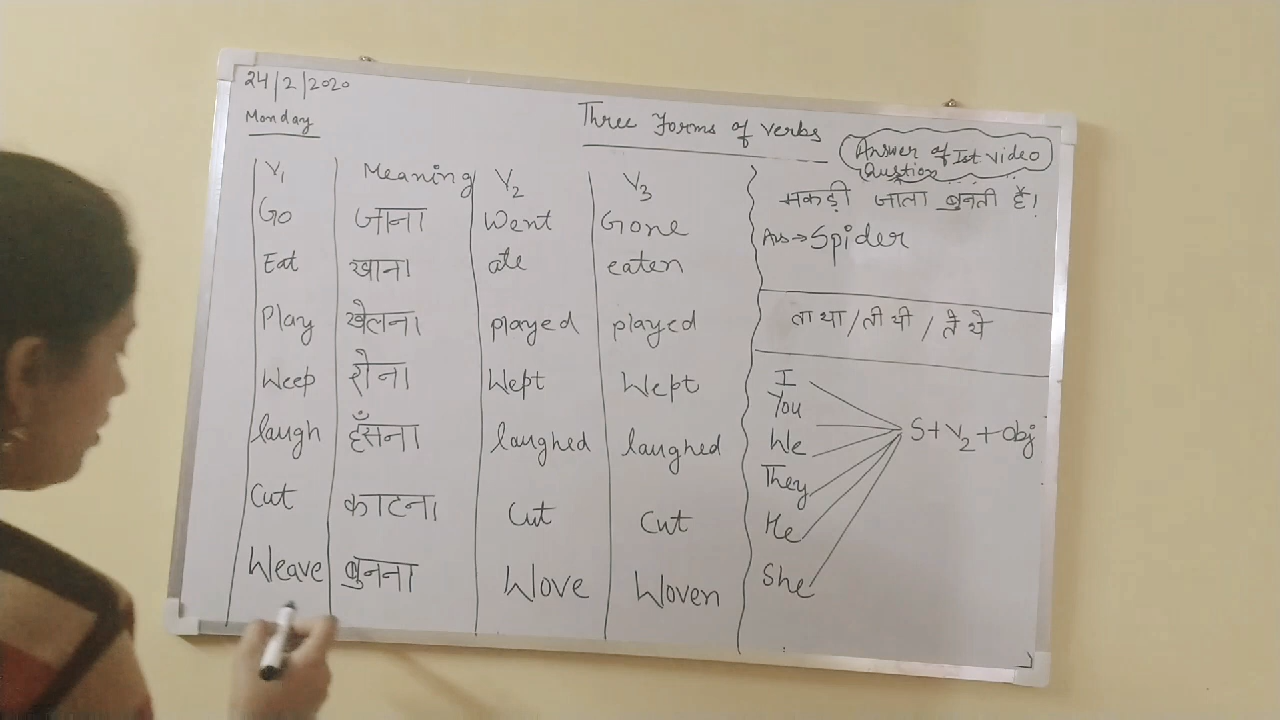 24/2/2020
Monday
Three Forms of Verbs
V1 Meaning V2 V3
Go जाना Went Gone
Eat खाना ate eaten
Play खेलना played played
Weep रोना Wept Wept
laugh हँसना laughed laughed
Cut काटना Cut Cut
Weave बुनना Wove Woven
Answer of Ist video
Qustion
मकड़ी जाला बुनती है!
Ans → Spider
ता था / ती थी / ते थे
I
You
We
They
He
She
S + V2 + Obj